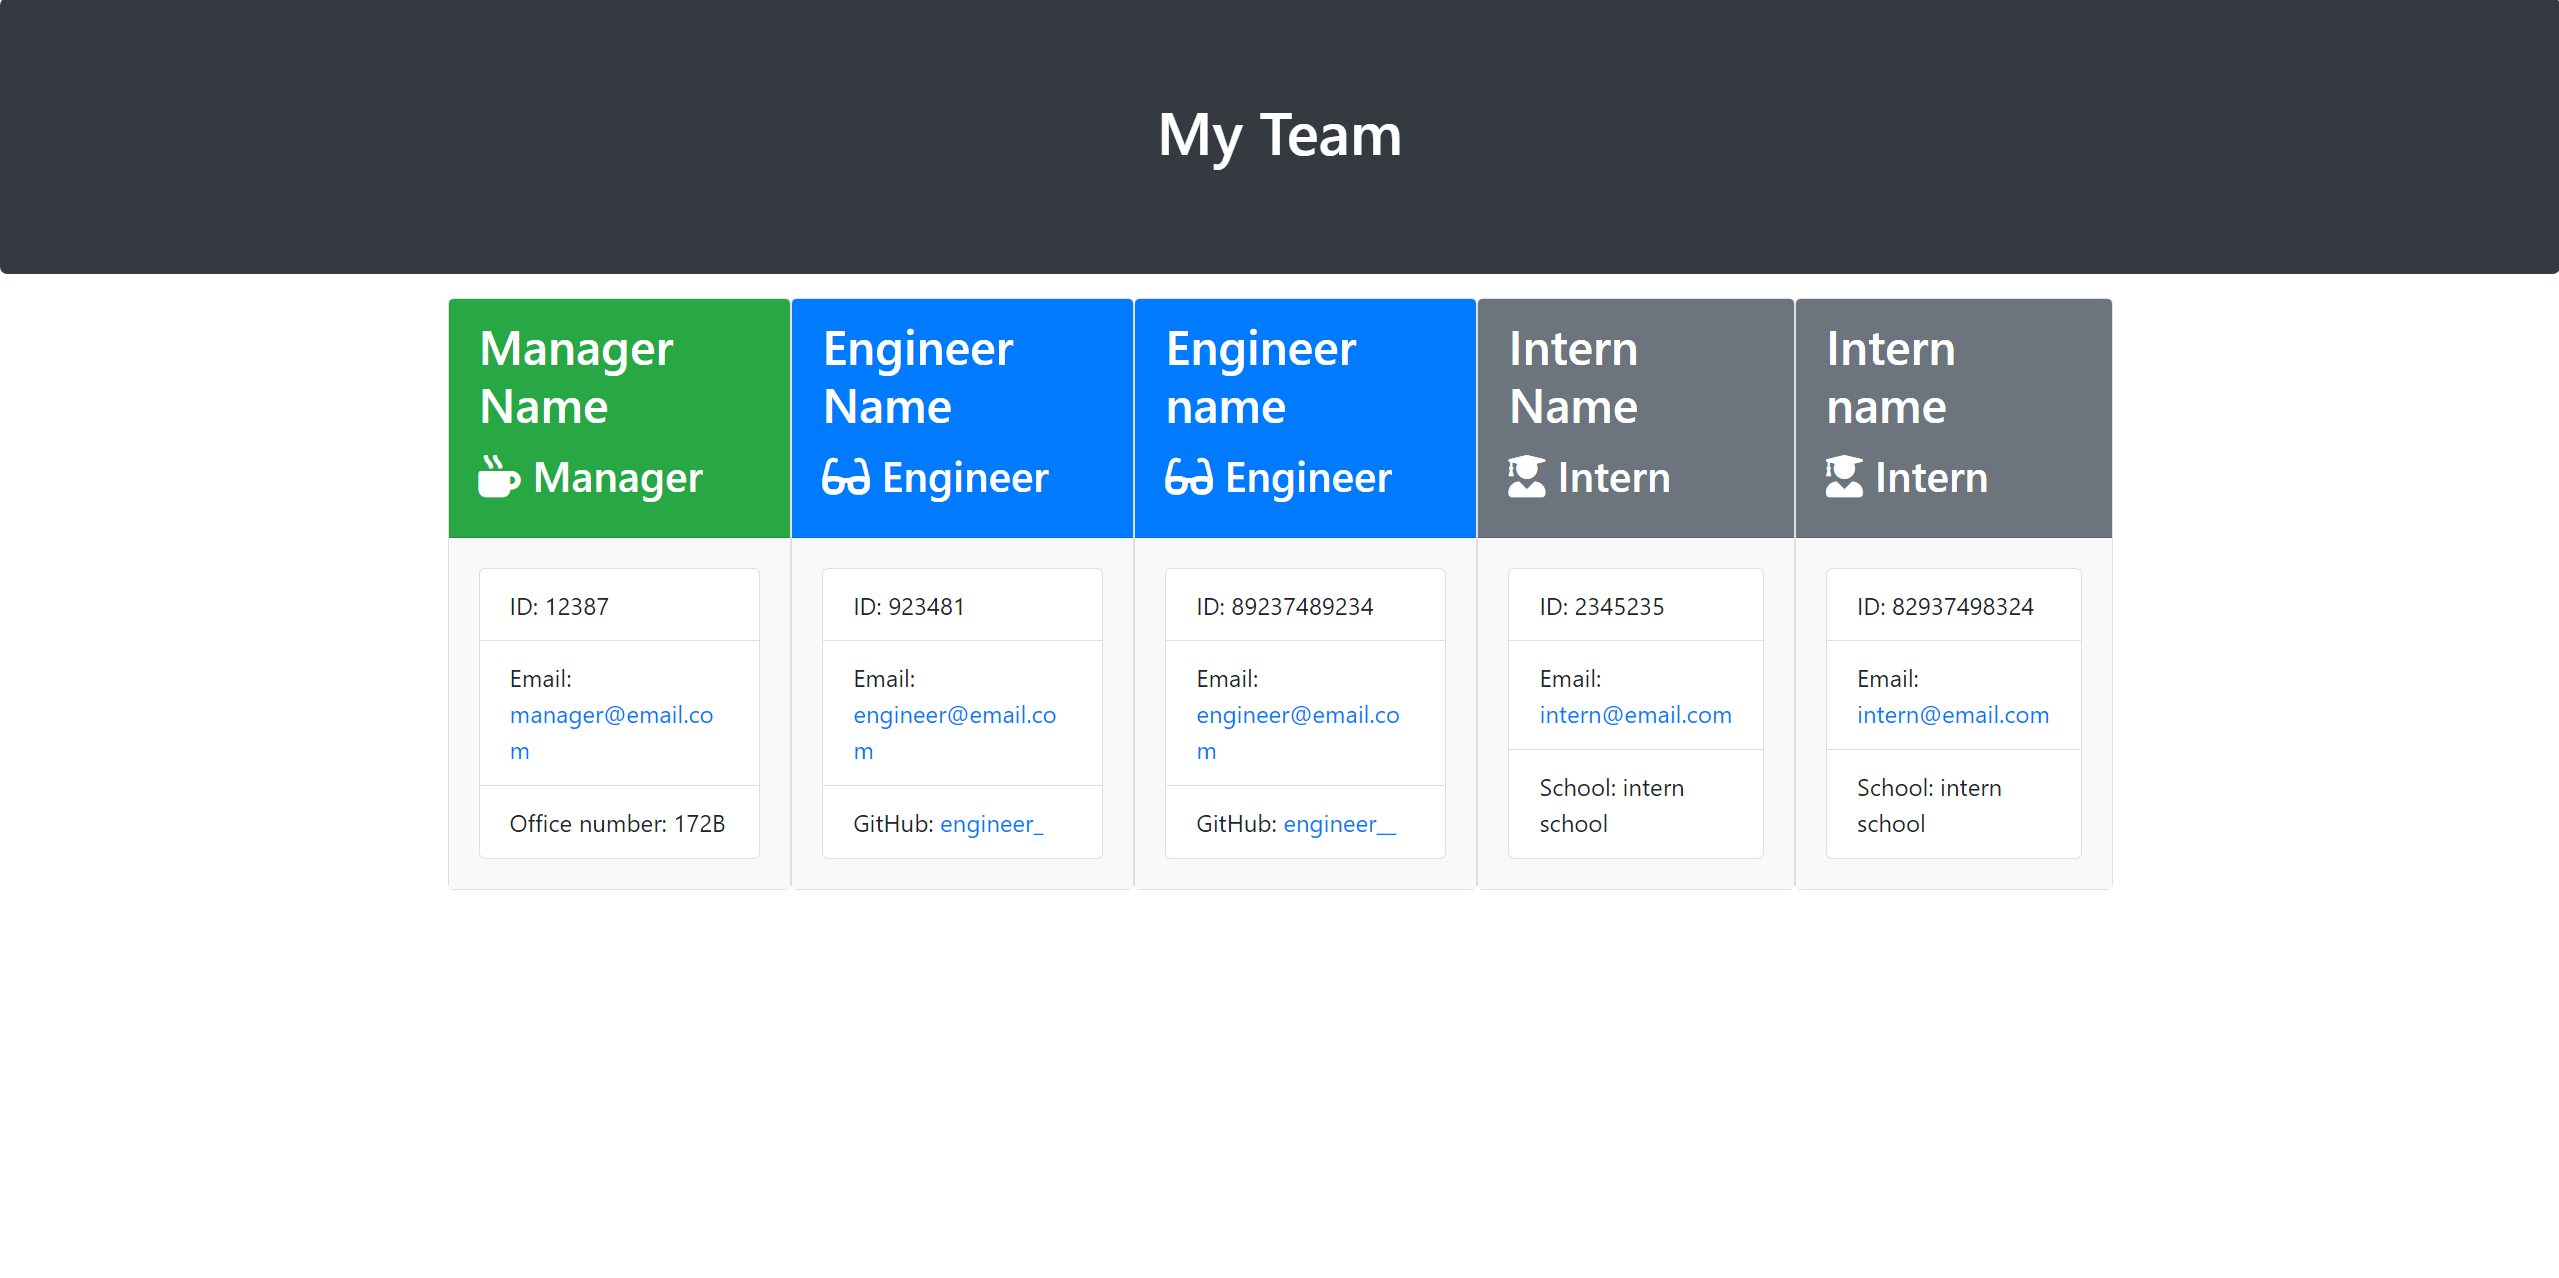 My Team
Manager
Name
Manager
ID: 12387
Email:
manager@email.co
m
Office number: 172B
Engineer
Name
Engineer
ID: 923481
Email:
engineer@email.co
m
GitHub: engineer_
Engineer
name
Engineer
ID: 89237489234
Email:
engineer@email.co
m
GitHub: engineer__
Intern
Name
Intern
ID: 2345235
Email:
intern@email.com
School: intern
school
Intern
name
Intern
ID: 82937498324
Email:
intern@email.com
School: intern
school